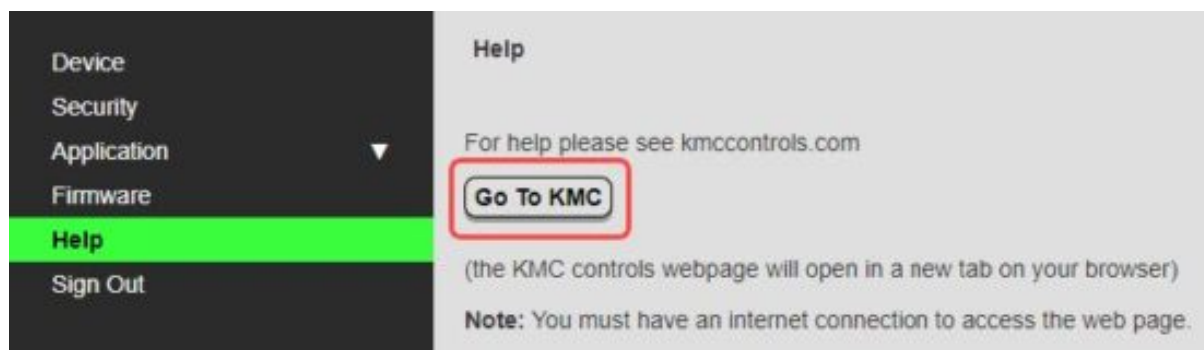 Device
Security
Application
Firmware
Help
Sign Out
Help
For help please see kmccontrols.com
Go To KMC
(the KMC controls webpage will open in a new tab on your browser)
Note: You must have an internet connection to access the web page.